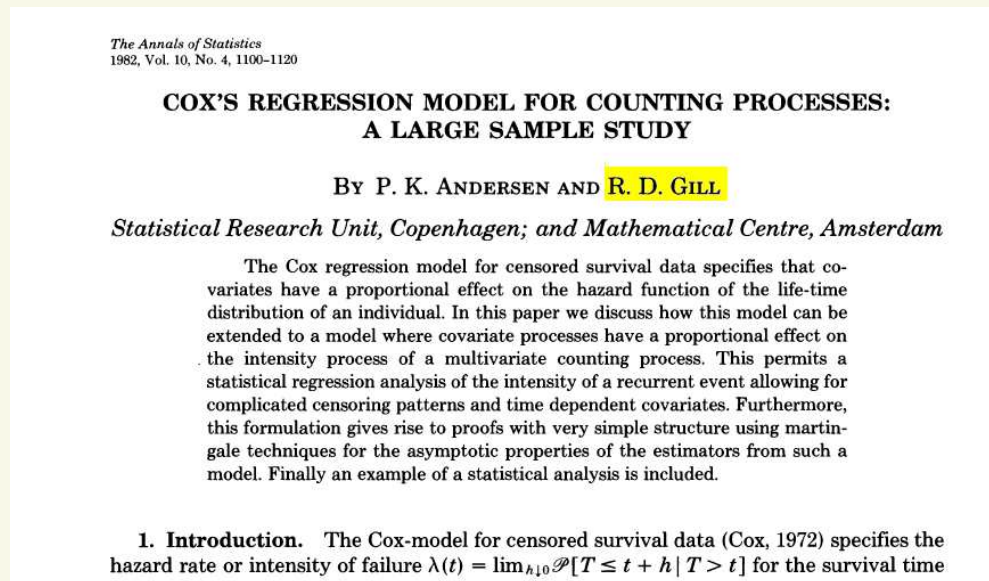 The Annals of Statistics
1982, Vol. 10, No. 4, 1100–1120
COX'S REGRESSION MODEL FOR COUNTING PROCESSES:
A LARGE SAMPLE STUDY
BY P. K. ANDERSEN AND R. D. GILL
Statistical Research Unit, Copenhagen; and Mathematical Centre, Amsterdam
The Cox regression model for censored survival data specifies that co-
variates have a proportional effect on the hazard function of the life-time
distribution of an individual. In this paper we discuss how this model can be
extended to a model where covariate processes have a proportional effect on
the intensity process of a multivariate counting process. This permits a
statistical regression analysis of the intensity of a recurrent event allowing for
complicated censoring patterns and time dependent covariates. Furthermore,
this formulation gives rise to proofs with very simple structure using martin-
gale techniques for the asymptotic properties of the estimators from such a
model. Finally an example of a statistical analysis is included.
1. Introduction. The Cox-model for censored survival data (Cox, 1972) specifies the
hazard rate or intensity of failure λ(t) = lim_{h↓0}𝒫[T ≤ t + h | T > t] for the survival time